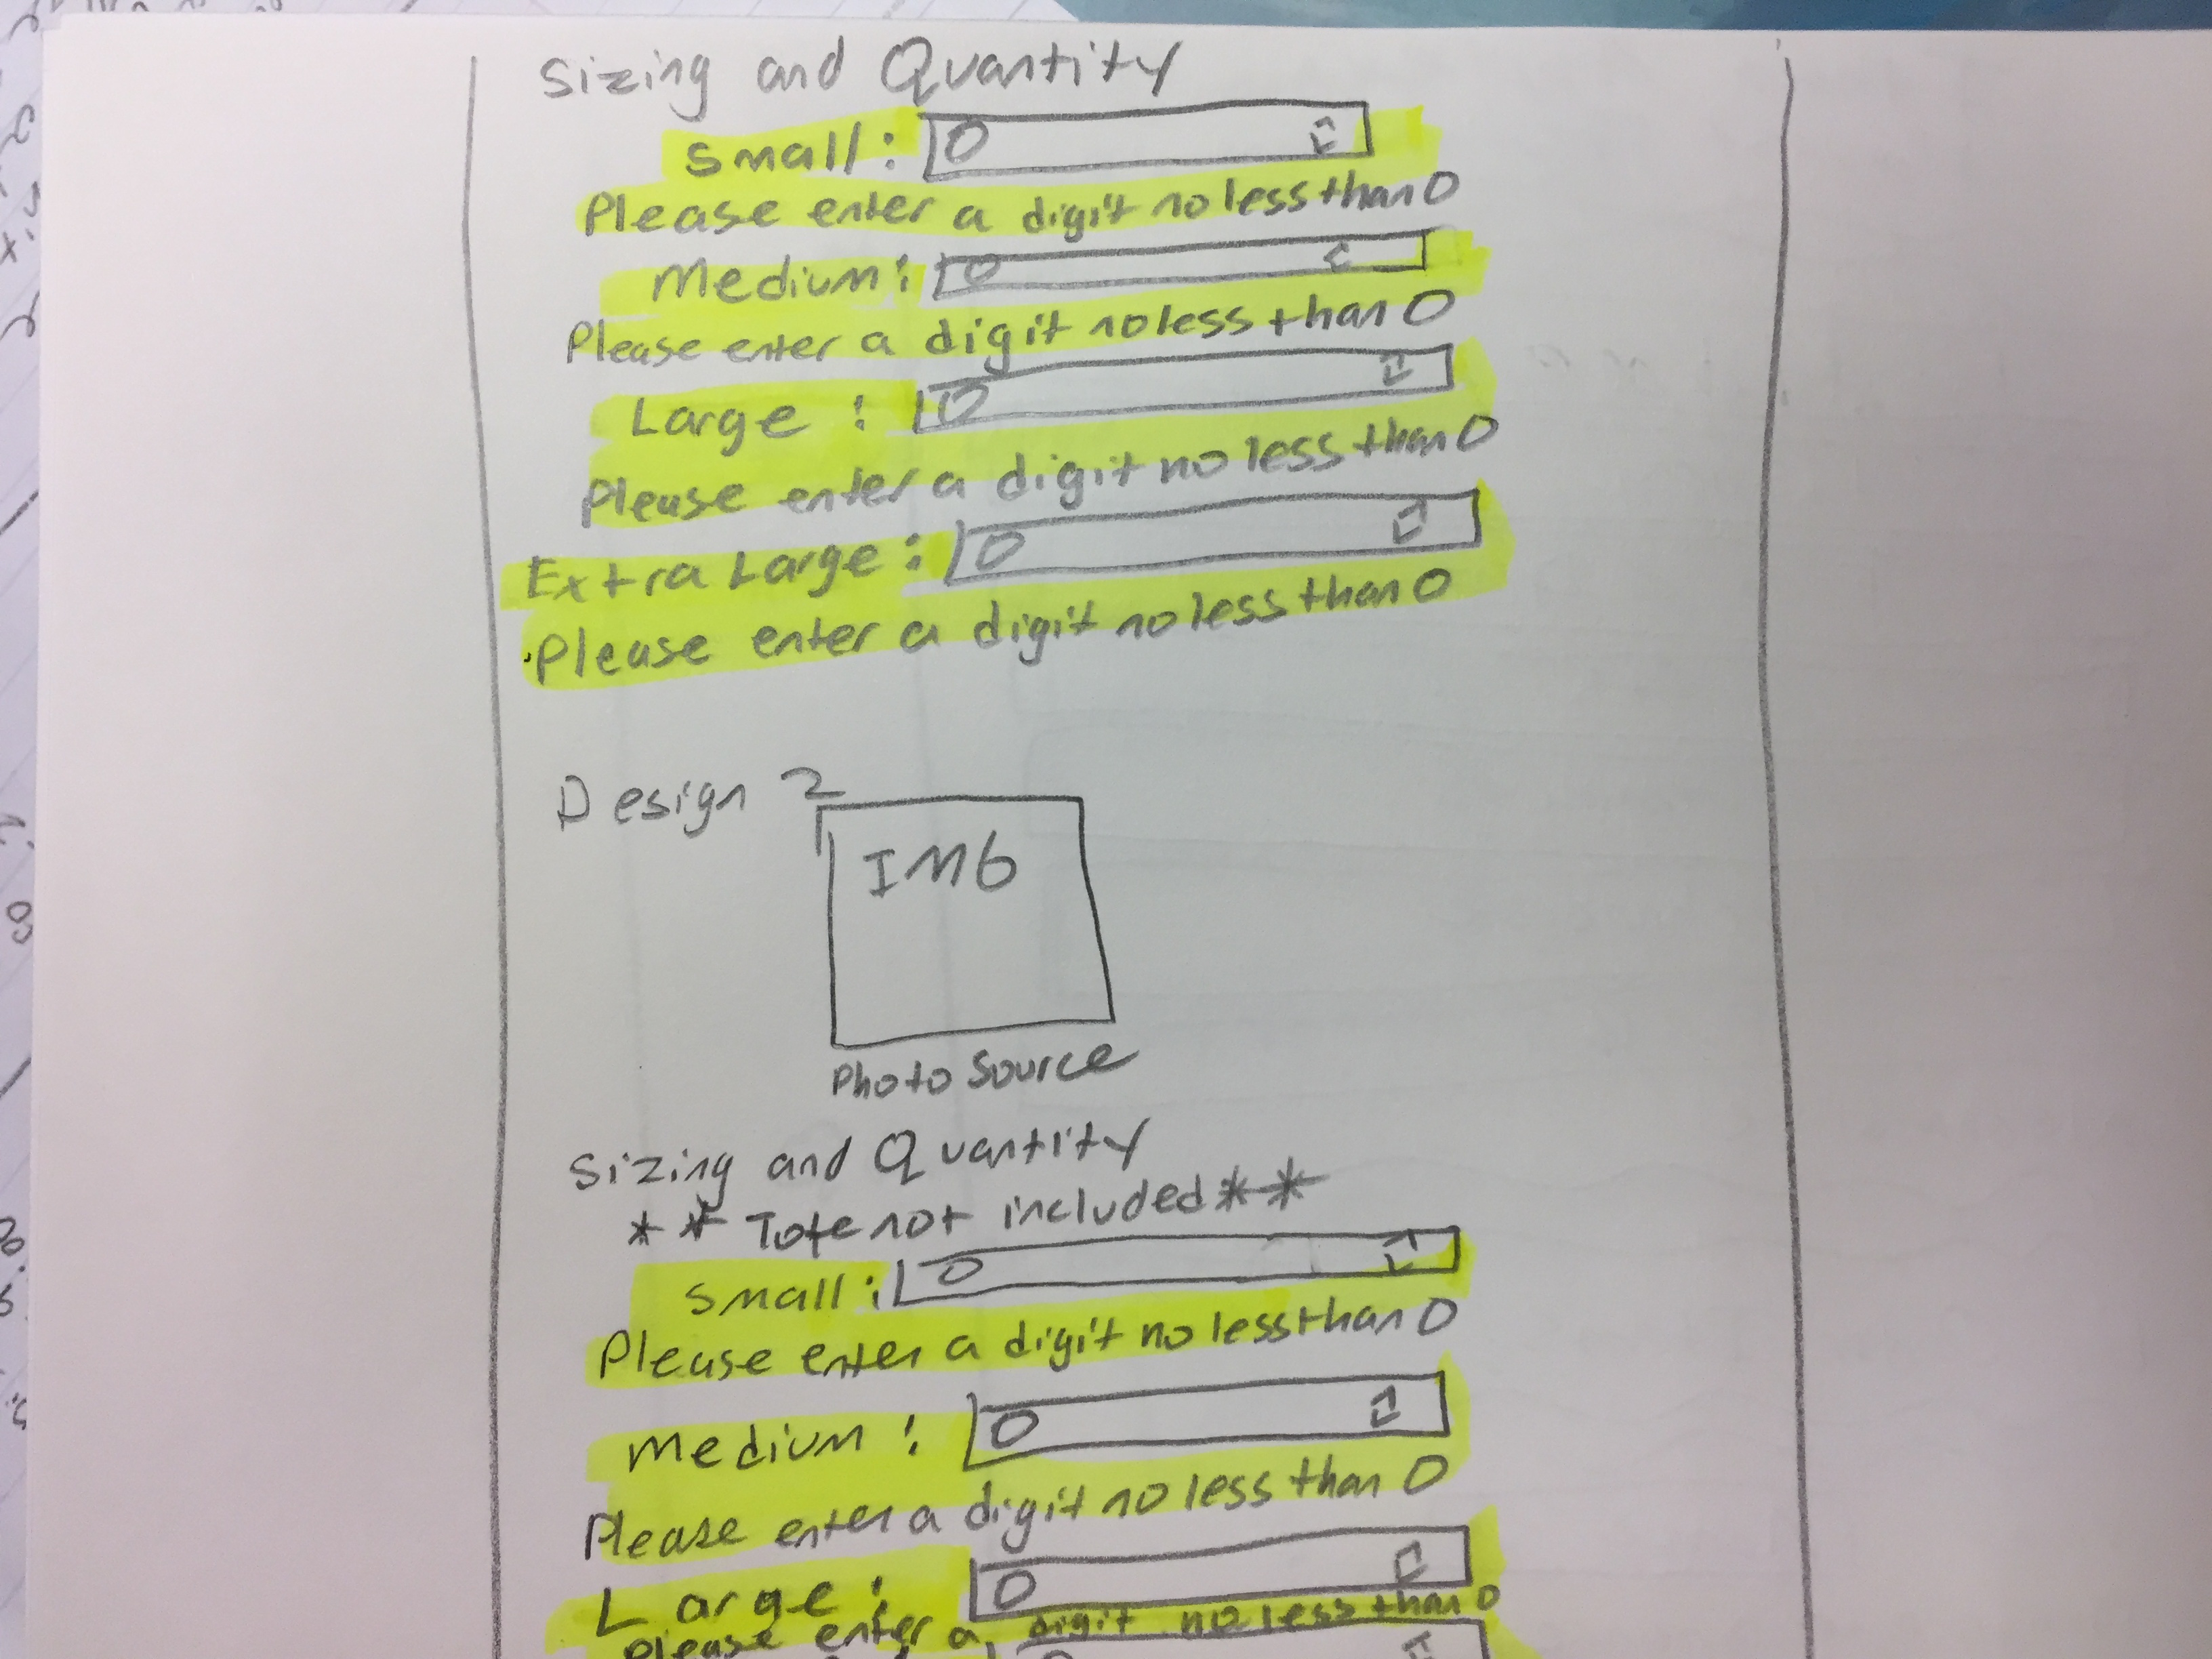 Sizing and Quantity
Small: 0
Please enter a digit no less than 0
Medium: 0
Please enter a digit no less than 0
Large: 0
Please enter a digit no less than 0
Extra Large: 0
Please enter a digit no less than 0
Design 2
IMG
Photo Source
Sizing and Quantity
** Tote not included **
Small: 0
Please enter a digit no less than 0
Medium: 0
Please enter a digit no less than 0
Large: 0
Please enter a digit no less than 0